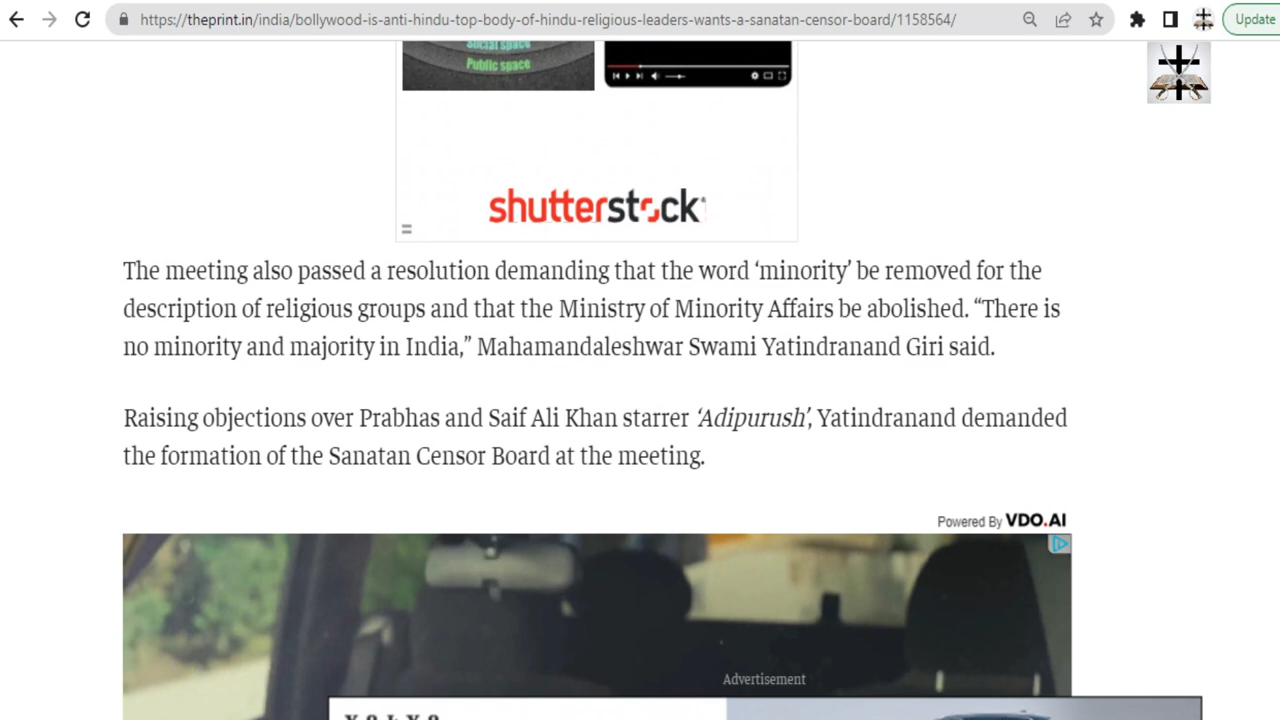 https://theprint.in/india/bollywood-is-anti-hindu-top-body-of-hindu-religious-leaders-wants-a-sanatan-censor-board/1158564/
Update
Social space
Public space
shutterstock
The meeting also passed a resolution demanding that the word ‘minority’ be removed for the
description of religious groups and that the Ministry of Minority Affairs be abolished. “There is
no minority and majority in India,” Mahamandaleshwar Swami Yatindranand Giri said.
Raising objections over Prabhas and Saif Ali Khan starrer ‘Adipurush’, Yatindranand demanded
the formation of the Sanatan Censor Board at the meeting.
Powered By VDO.AI
Advertisement